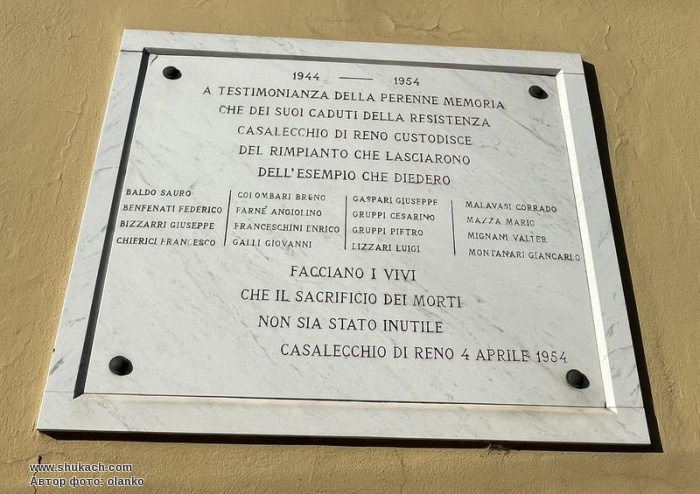 1944 — 1954
A TESTIMONIANZA DELLA PERENNE MEMORIA
CHE DEI SUOI CADUTI DELLA RESISTENZA
CASALECCHIO DI RENO CUSTODISCE
DEL RIMPIANTO CHE LASCIARONO
DELL'ESEMPIO CHE DIEDERO
BALDO SAURO
BENFENATI FEDERICO
BIZZARRI GIUSEPPE
CHIERICI FRANCESCO
COLOMBARI BRENO
FARNÉ ANGIOLINO
FRANCESCHINI ENRICO
GALLI GIOVANNI
GASPARI GIUSEPPE
GRUPPI CESARINO
GRUPPI PIETRO
LIZZARI LUIGI
MALAVASI CORRADO
MAZZA MARIO
MIGNANI VALTER
MONTANARI GIANCARLO
FACCIANO I VIVI
CHE IL SACRIFICIO DEI MORTI
NON SIA STATO INUTILE
CASALECCHIO DI RENO 4 APRILE 1954
www.shukach.com
Автор фото: olanko